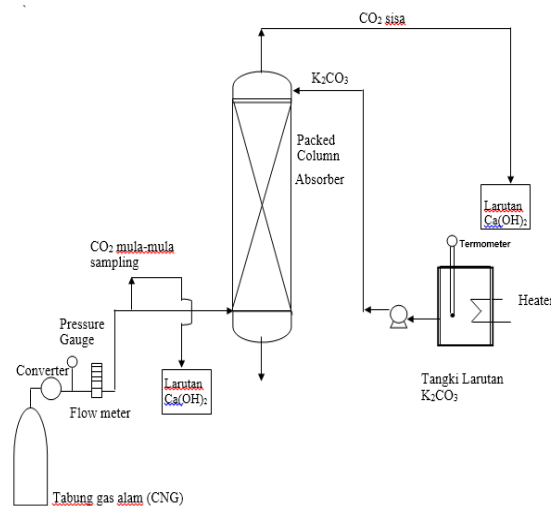 CO₂ sisa
K₂CO₃
Packed
Column
Absorber
Larutan
Ca(OH)₂
Termometer
CO₂ mula-mula
sampling
Heater
Pressure
Gauge
Converter
Larutan
Ca(OH)₂
Tangki Larutan
K₂CO₃
Flow meter
Tabung gas alam (CNG)